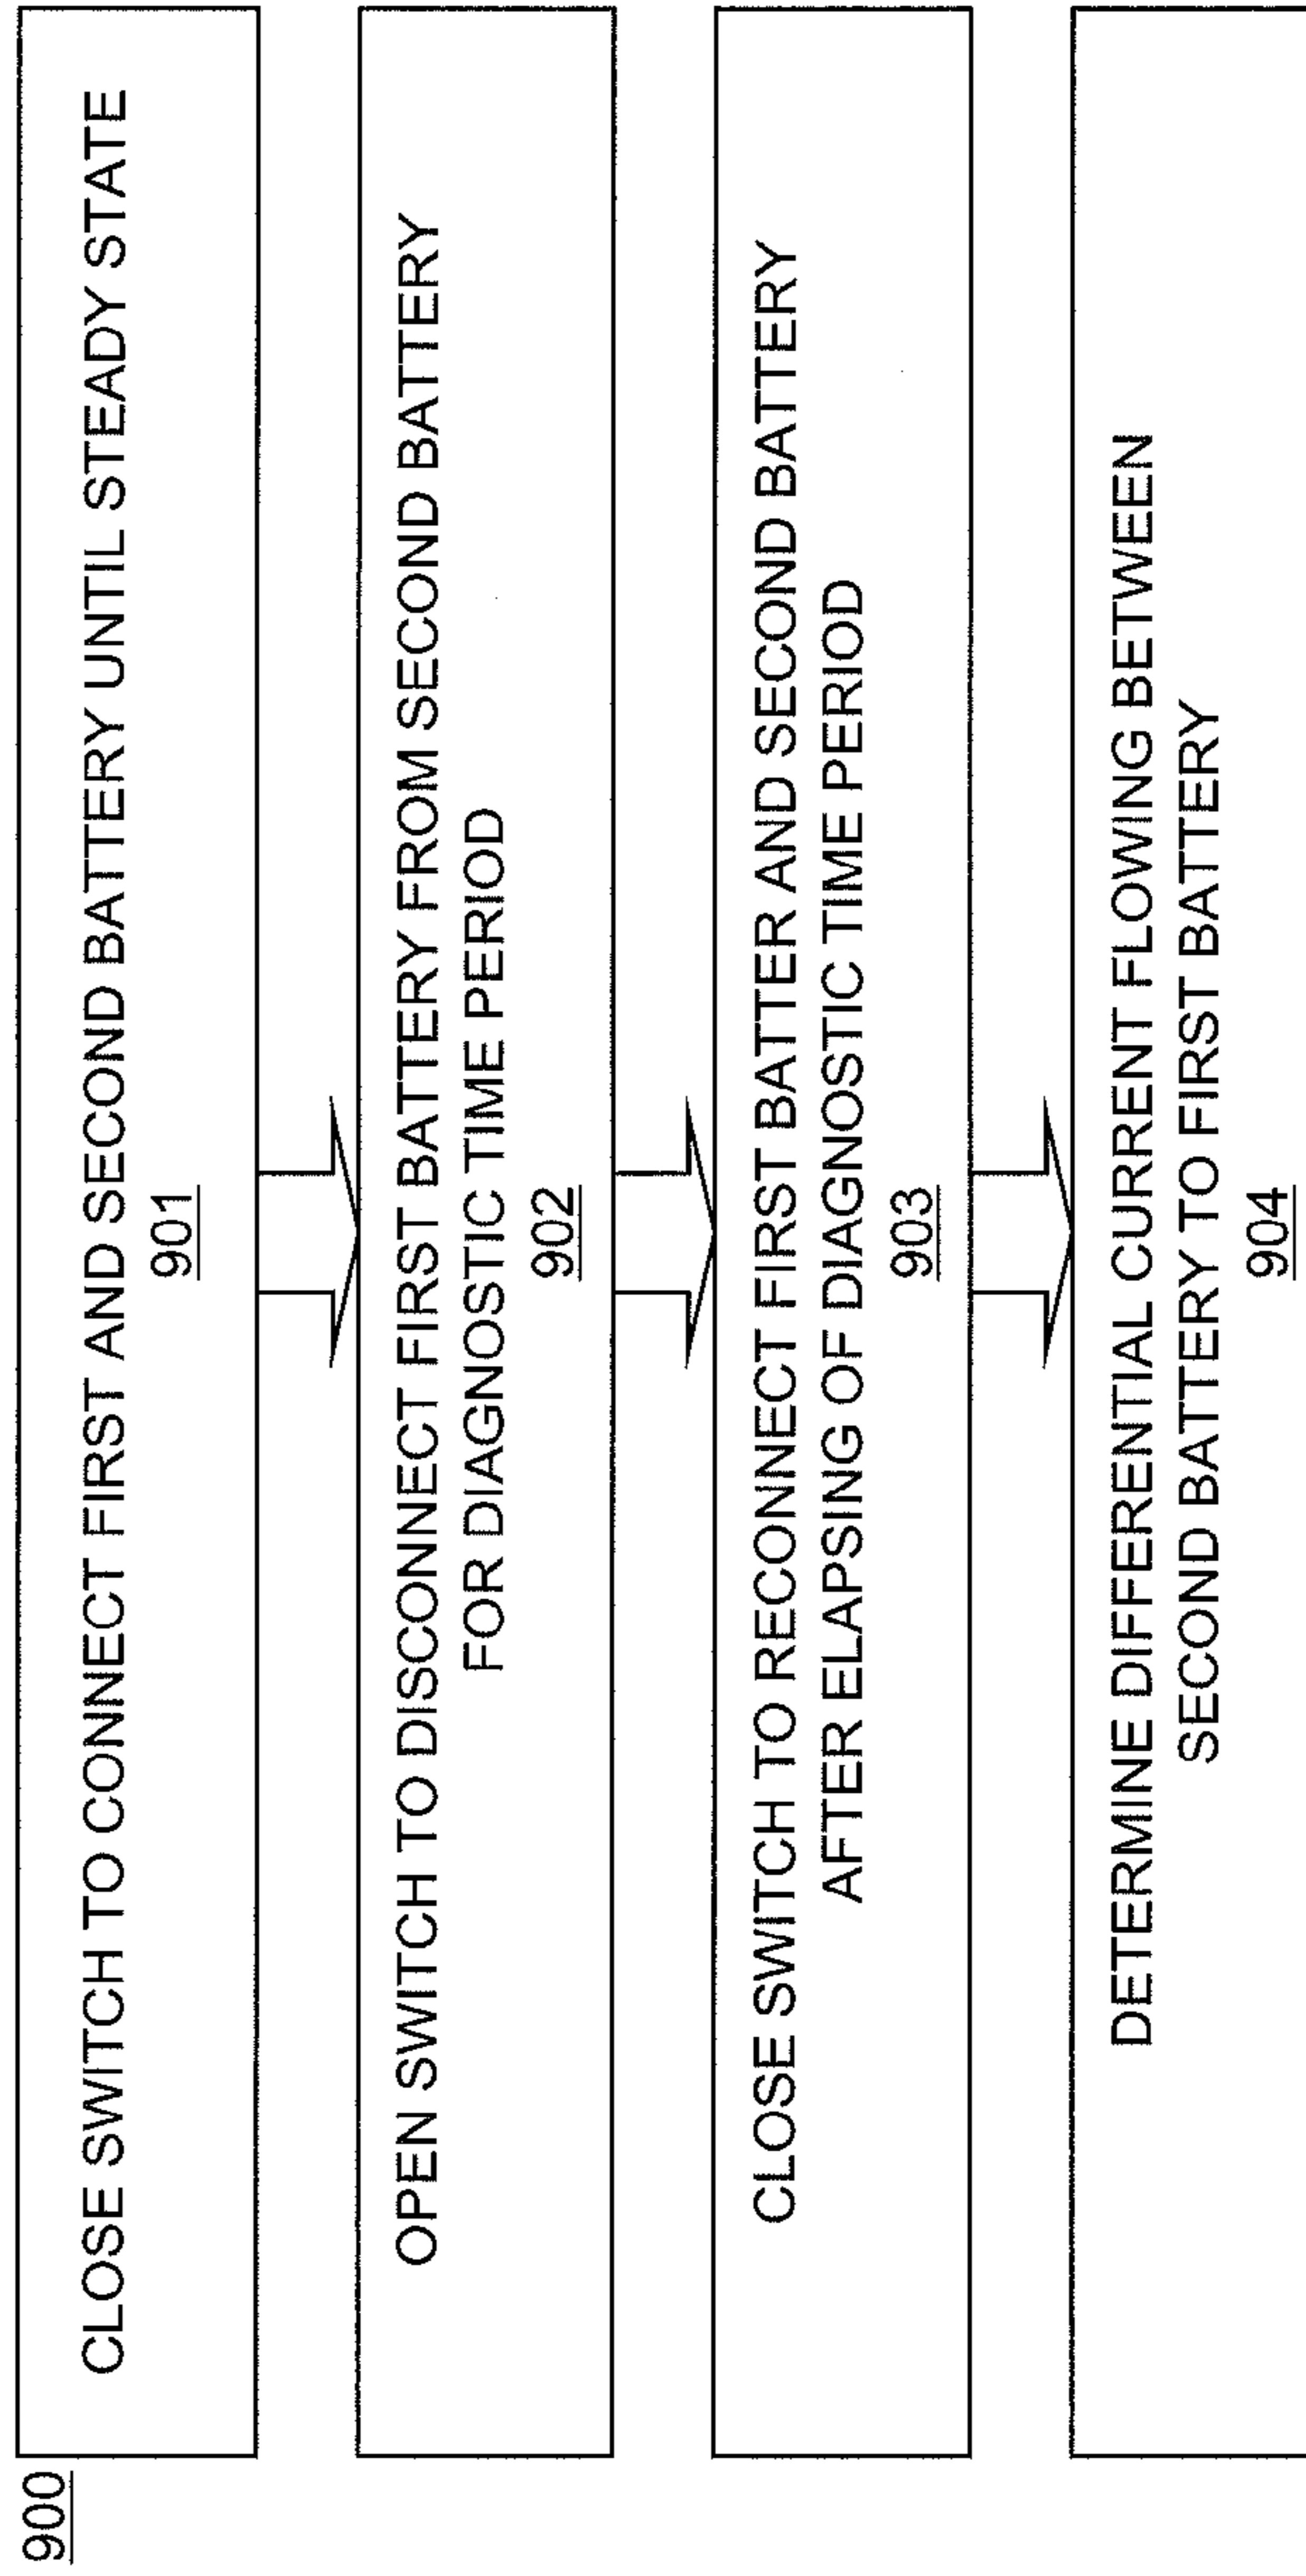 900
CLOSE SWITCH TO CONNECT FIRST AND SECOND BATTERY UNTIL STEADY STATE
901
OPEN SWITCH TO DISCONNECT FIRST BATTERY FROM SECOND BATTERY
FOR DIAGNOSTIC TIME PERIOD
902
CLOSE SWITCH TO RECONNECT FIRST BATTER AND SECOND BATTERY
AFTER ELAPSING OF DIAGNOSTIC TIME PERIOD
903
DETERMINE DIFFERENTIAL CURRENT FLOWING BETWEEN
SECOND BATTERY TO FIRST BATTERY
904